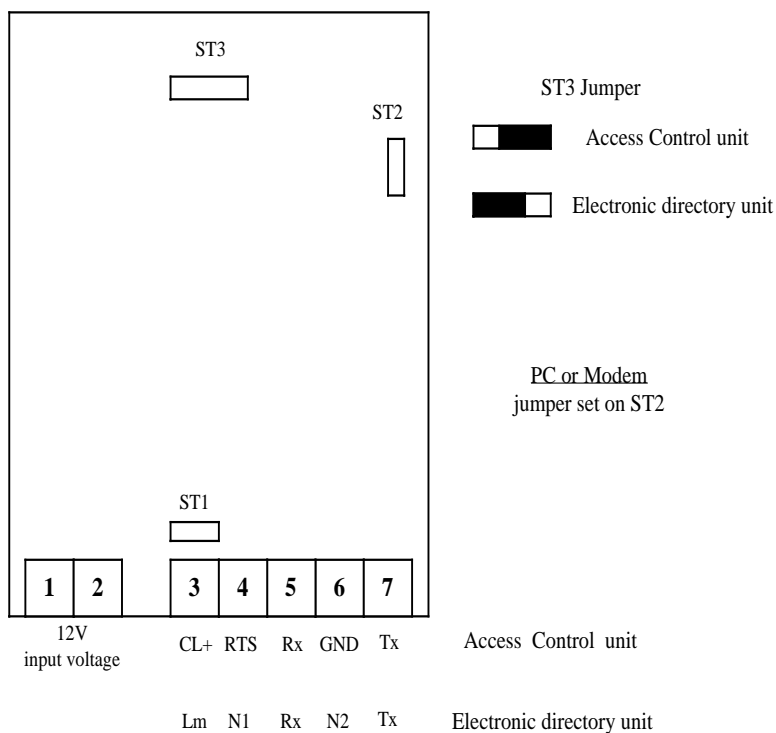 ST3
ST3 Jumper
ST2
Access Control unit
Electronic directory unit
PC or Modem
jumper set on ST2
ST1
1 2 3 4 5 6 7
12V
input voltage
CL+ RTS Rx GND Tx Access Control unit
Lm N1 Rx N2 Tx Electronic directory unit